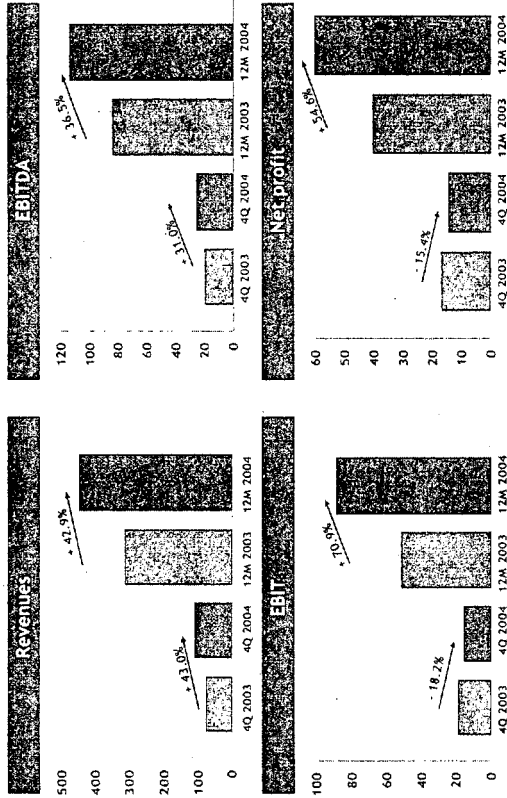 Revenues
500
400
300
200
100
0
+ 43.0%
+ 42.9%
4Q 2003
4Q 2004
12M 2003
12M 2004
EBITDA
120
100
80
60
40
20
0
+ 31.0%
+ 36.5%
4Q 2003
4Q 2004
12M 2003
12M 2004
EBIT
100
80
60
40
20
0
- 18.2%
+ 70.9%
4Q 2003
4Q 2004
12M 2003
12M 2004
Net profit
60
50
40
30
20
10
0
- 15.4%
+ 54.6%
4Q 2003
4Q 2004
12M 2003
12M 2004